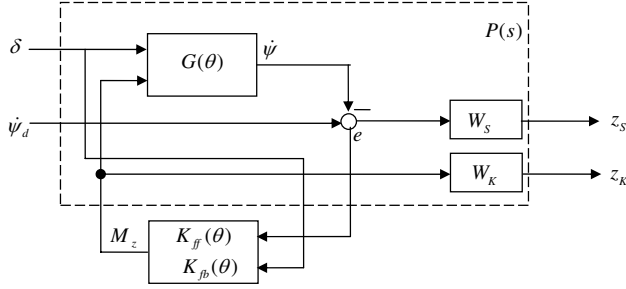 δ
G(θ)
ψ̇
P(s)
ψ̇_d
−
e
W_S
z_S
W_K
z_K
M_z
K_ff(θ)
K_fb(θ)